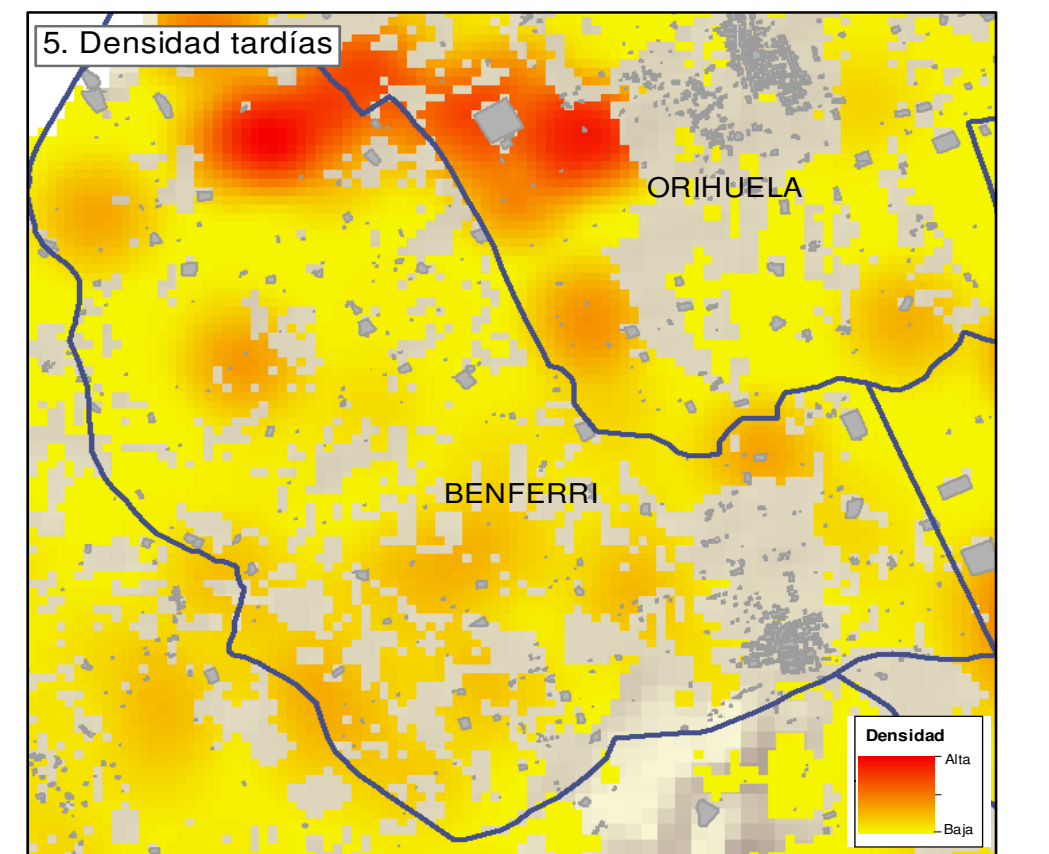 5. Densidad tardías
ORIHUELA
BENFERRI
Densidad
Alta
Baja